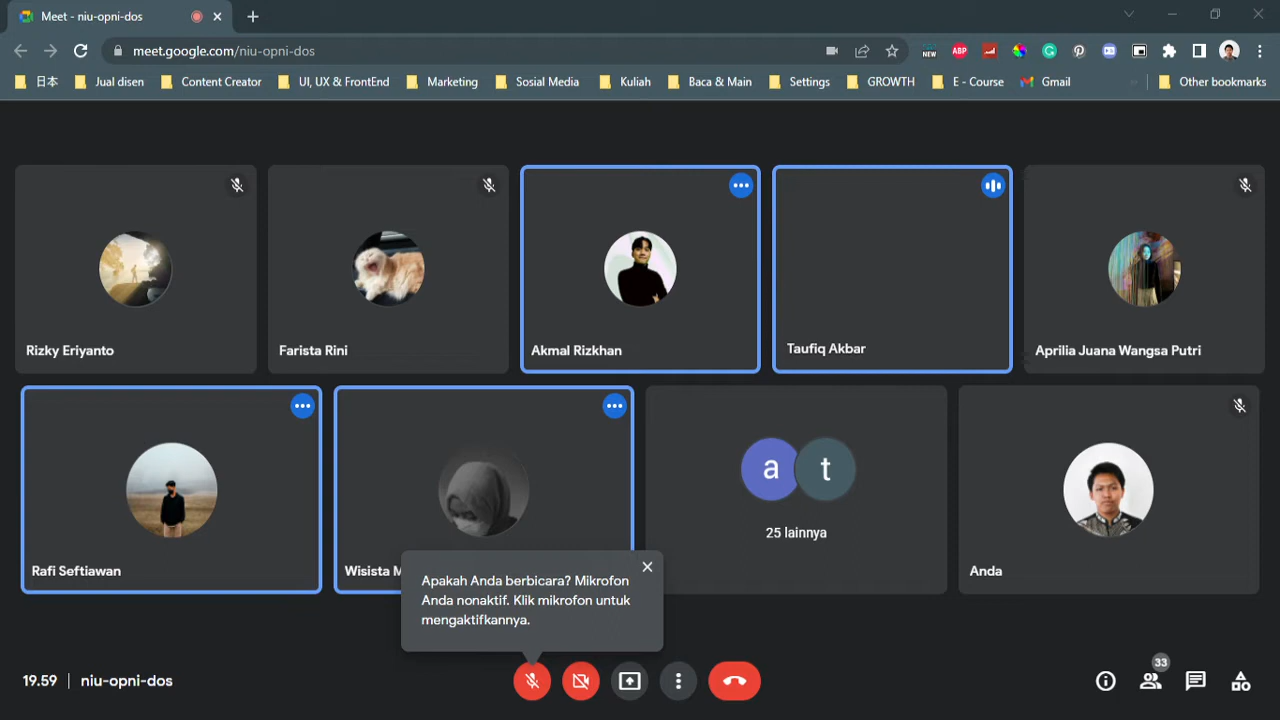 Meet - niu-opni-dos
meet.google.com/niu-opni-dos
NEW
ABP
日本
Jual disen
Content Creator
UI, UX & FrontEnd
Marketing
Sosial Media
Kuliah
Baca & Main
Settings
GROWTH
E - Course
Gmail
»
Other bookmarks
Rizky Eriyanto
Farista Rini
Akmal Rizkhan
Taufiq Akbar
Aprilia Juana Wangsa Putri
Rafi Seftiawan
Wisista M
a
t
25 lainnya
Anda
Apakah Anda berbicara? Mikrofon
Anda nonaktif. Klik mikrofon untuk
mengaktifkannya.
19.59 | niu-opni-dos
33